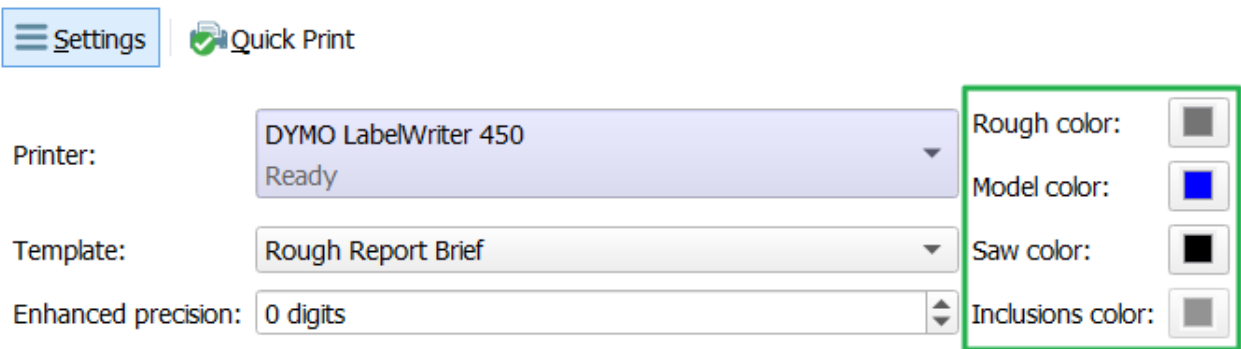 Settings Quick Print
Printer:
DYMO LabelWriter 450
Ready
Template:
Rough Report Brief
Enhanced precision:
0 digits
Rough color:
Model color:
Saw color:
Inclusions color: